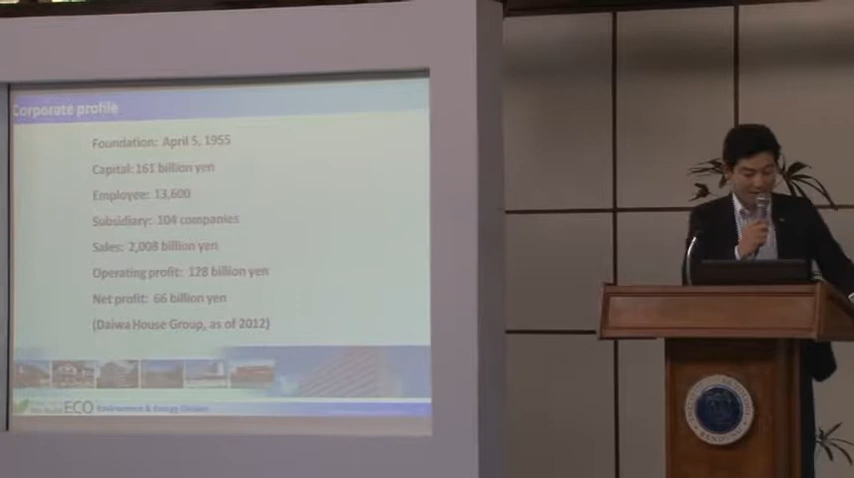 Corporate profile
Foundation: April 5, 1955
Capital: 161 billion yen
Employee: 13,600
Subsidiary: 104 companies
Sales: 2,008 billion yen
Operating profit: 128 billion yen
Net profit: 66 billion yen
(Daiwa House Group, as of 2012)
ECO Environment & Energy Division
BANDUNG